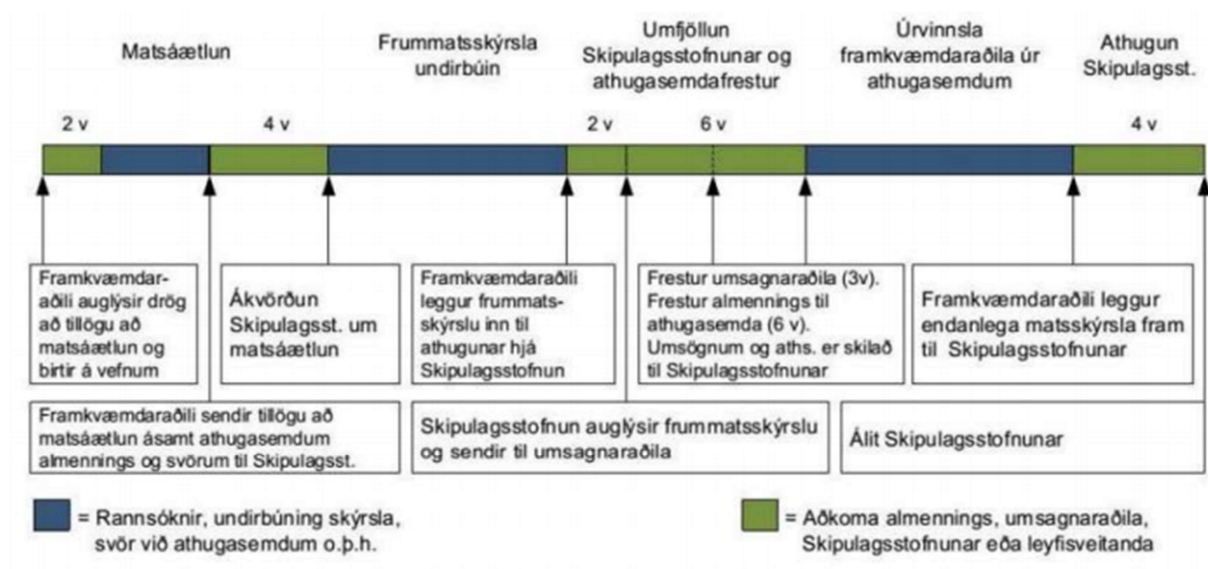 Matsáætlun
Frummatsskýrsla
undirbúin
Umfjöllun
Skipulagsstofnunar og
athugasemdafrestur
Úrvinnsla
framkvæmdaraðila úr
athugasemdum
Athugun
Skipulagsst.
2 v
4 v
2 v
6 v
4 v
Framkvæmdar-
aðili auglýsir drög
að tillögu að
matsáætlun og
birtir á vefnum
Ákvörðun
Skipulagsst. um
matsáætlun
Framkvæmdaraðili
leggur frummats-
skýrslu inn til
athugunar hjá
Skipulagsstofnun
Frestur umsagnaraðila (3v).
Frestur almennings til
athugasemda (6 v).
Umsögnum og aths. er skilað
til Skipulagsstofnunar
Framkvæmdaraðili leggur
endanlega matsskýrsla fram
til Skipulagsstofnunar
Framkvæmdaraðili sendir tillögu að
matsáætlun ásamt athugasemdum
almennings og svörum til Skipulagsst.
Skipulagsstofnun auglýsir frummatsskýrslu
og sendir til umsagnaraðila
Álit Skipulagsstofnunar
= Rannsóknir, undirbúning skýrsla,
svör við athugasemdum o.þ.h.
= Aðkoma almennings, umsagnaraðila,
Skipulagsstofnunar eða leyfisveitanda